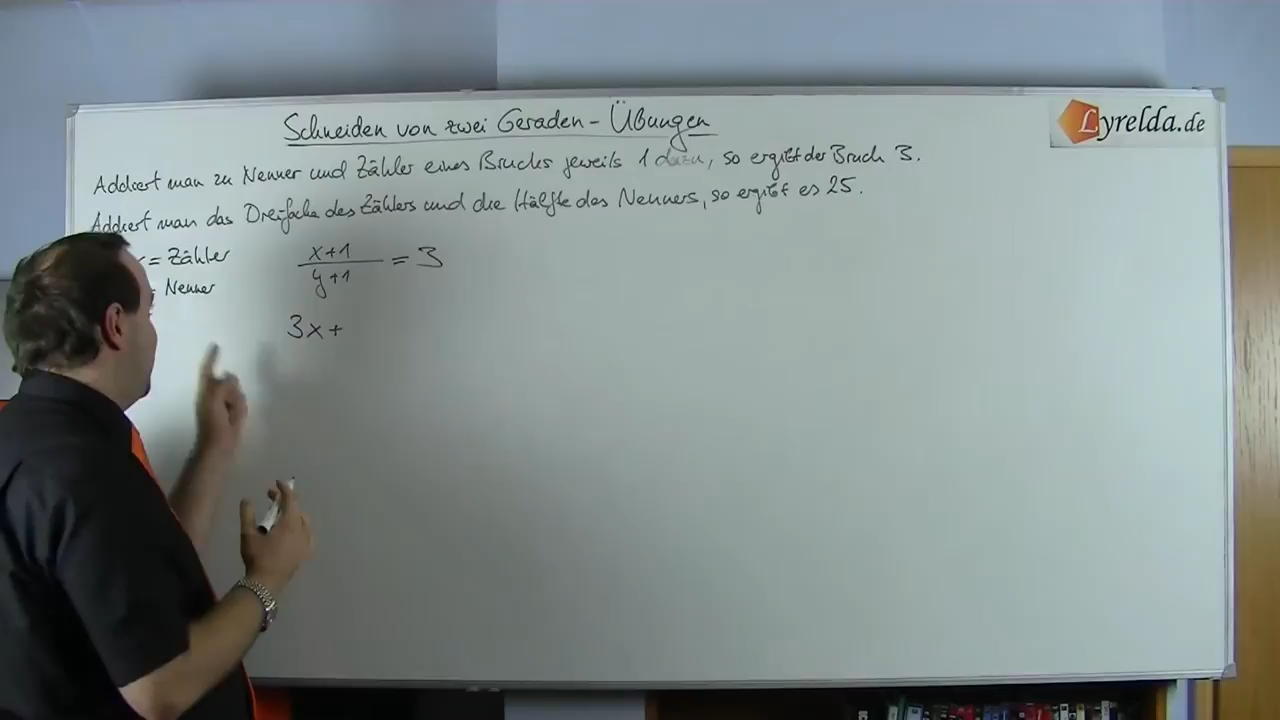 Schneiden von zwei Geraden - Übungen
Lyrelda.de
Addiert man zu Nenner und Zähler eines Bruchs jeweils 1 dazu, so ergibt der Bruch 3.
Addiert man das Dreifache des Zählers und die Hälfte des Nenners, so ergibt es 25.
= Zähler
= Nenner
x+1
y+1
= 3
3x +